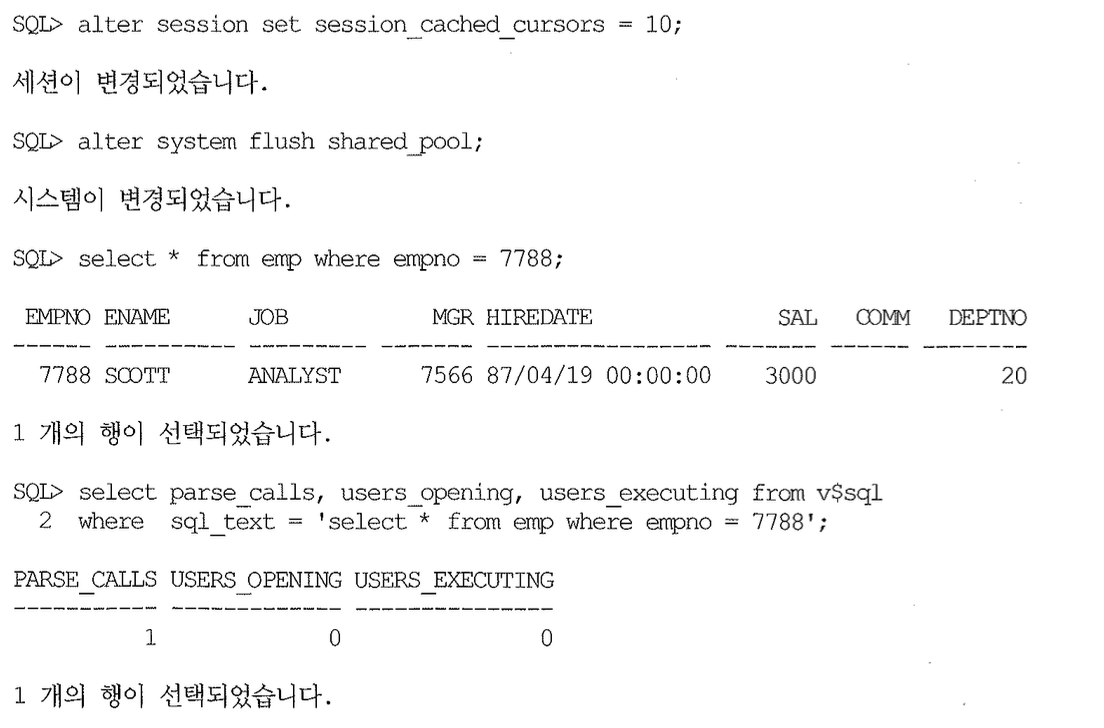 SQL> alter session set session_cached_cursors = 10;
세션이 변경되었습니다.
SQL> alter system flush shared_pool;
시스템이 변경되었습니다.
SQL> select * from emp where empno = 7788;
EMPNO ENAME JOB MGR HIREDATE SAL COMM DEPTNO
------ ---------- --------- ------- ----------------- ------- ------ --------
7788 SCOTT ANALYST 7566 87/04/19 00:00:00 3000 20
1 개의 행이 선택되었습니다.
SQL> select parse_calls, users_opening, users_executing from v$sql
2 where sql_text = 'select * from emp where empno = 7788';
PARSE_CALLS USERS_OPENING USERS_EXECUTING
----------- ------------- ---------------
1 0 0
1 개의 행이 선택되었습니다.